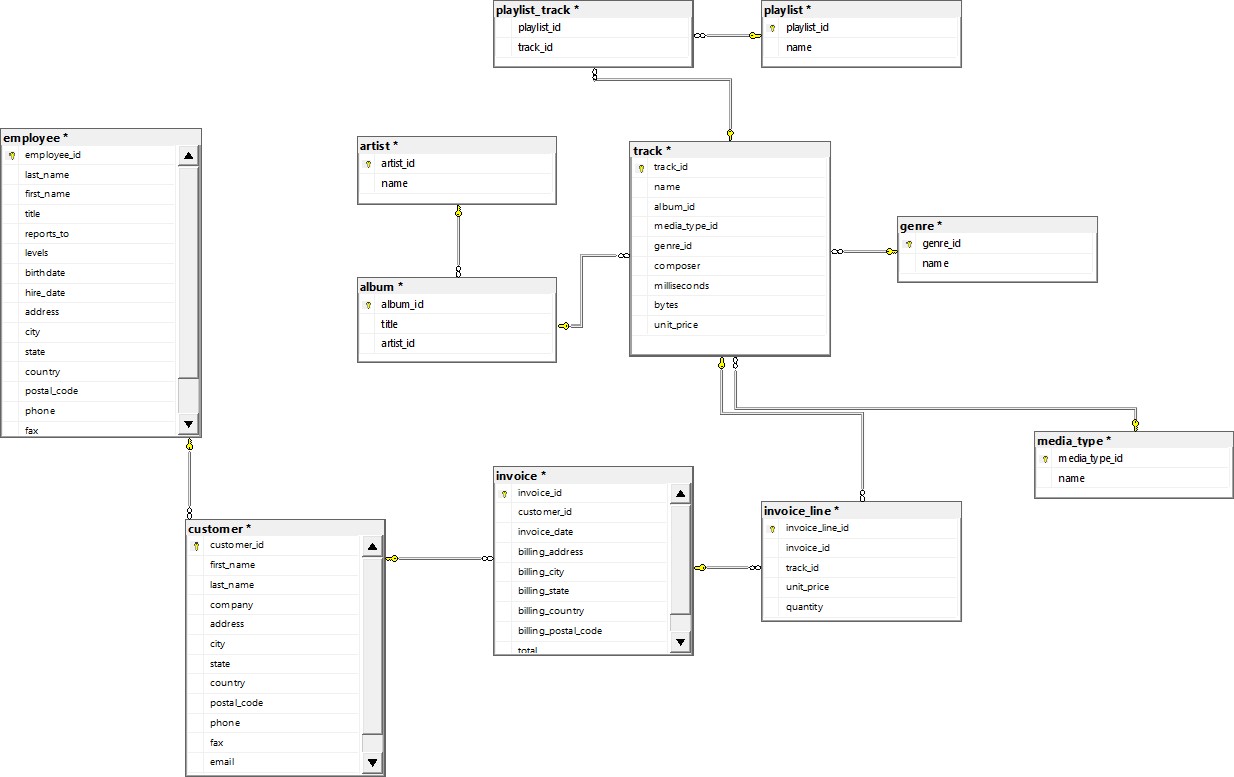 playlist_track *
playlist_id
track_id
playlist *
playlist_id
name
employee *
employee_id
last_name
first_name
title
reports_to
levels
birthdate
hire_date
address
city
state
country
postal_code
phone
fax
artist *
artist_id
name
track *
track_id
name
album_id
media_type_id
genre_id
composer
milliseconds
bytes
unit_price
genre *
genre_id
name
album *
album_id
title
artist_id
media_type *
media_type_id
name
invoice *
invoice_id
customer_id
invoice_date
billing_address
billing_city
billing_state
billing_country
billing_postal_code
total
invoice_line *
invoice_line_id
invoice_id
track_id
unit_price
quantity
customer *
customer_id
first_name
last_name
company
address
city
state
country
postal_code
phone
fax
email